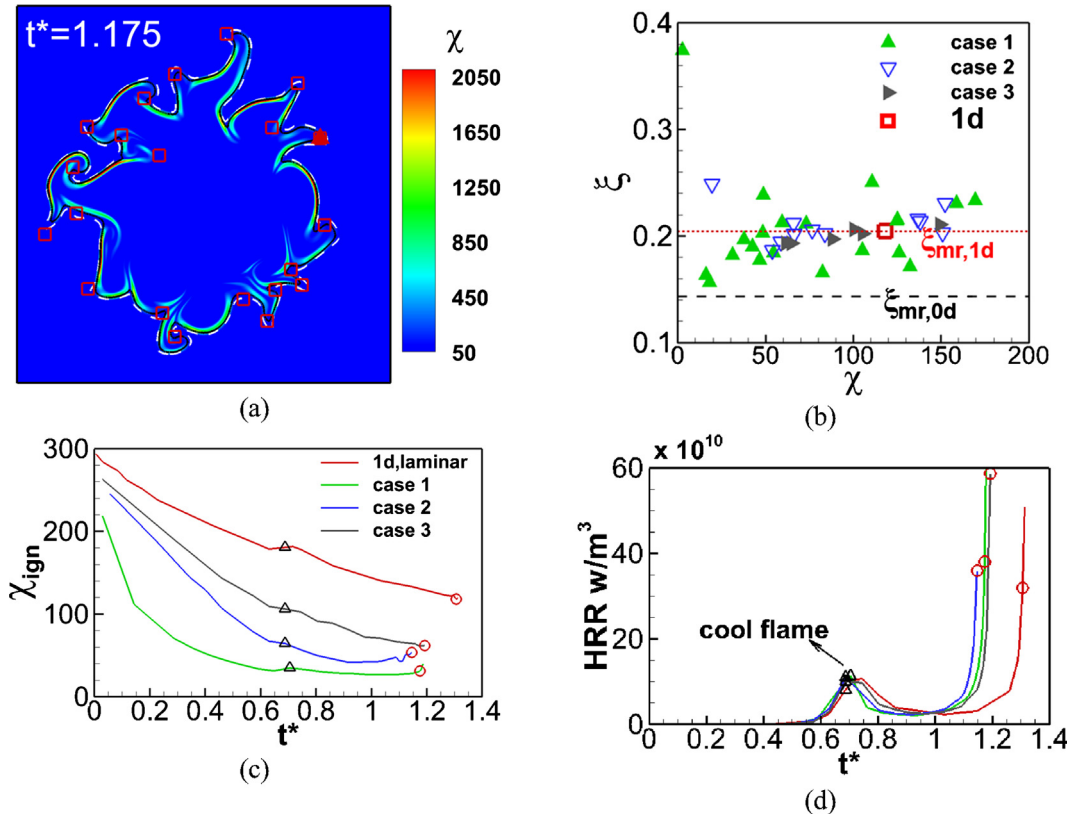 t*=1.175
χ
2050
1650
1250
850
450
50
(a)
0.4
0.3
0.2
0.1
ξ
case 1
case 2
case 3
1d
ξmr,1d
ξmr,0d
0 50 100 150 200
χ
(b)
300
200
100
0
χign
1d,laminar
case 1
case 2
case 3
0 0.2 0.4 0.6 0.8 1 1.2 1.4
t*
(c)
x 10^10
60
40
20
0
HRR w/m³
cool flame
0 0.2 0.4 0.6 0.8 1 1.2 1.4
t*
(d)